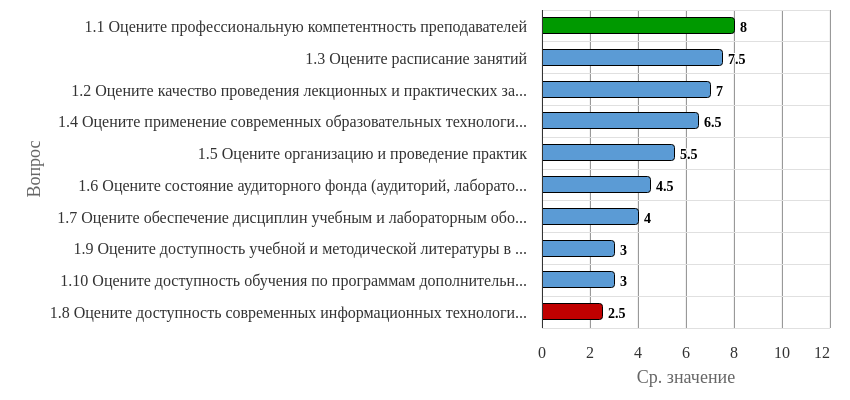 1.1 Оцените профессиональную компетентность преподавателей 8
1.3 Оцените расписание занятий 7.5
1.2 Оцените качество проведения лекционных и практических за... 7
1.4 Оцените применение современных образовательных технологи... 6.5
1.5 Оцените организацию и проведение практик 5.5
1.6 Оцените состояние аудиторного фонда (аудиторий, лаборато... 4.5
1.7 Оцените обеспечение дисциплин учебным и лабораторным обо... 4
1.9 Оцените доступность учебной и методической литературы в ... 3
1.10 Оцените доступность обучения по программам дополнительн... 3
1.8 Оцените доступность современных информационных технологи... 2.5
Вопрос
0 2 4 6 8 10 12
Ср. значение